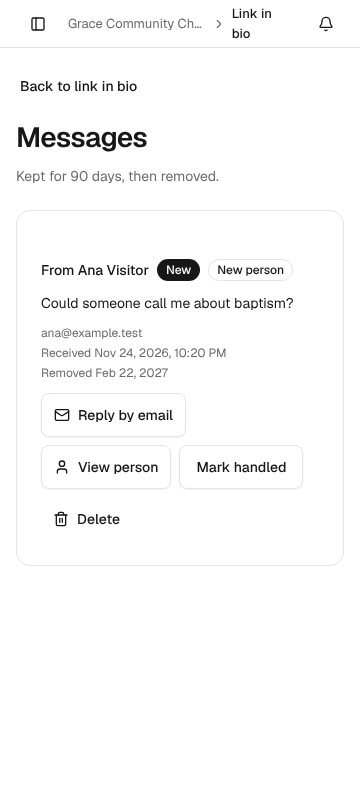 Grace Community Ch…
Link in
bio
Back to link in bio
Messages
Kept for 90 days, then removed.
From Ana Visitor New New person
Could someone call me about baptism?
ana@example.test
Received Nov 24, 2026, 10:20 PM
Removed Feb 22, 2027
Reply by email
View person Mark handled
Delete